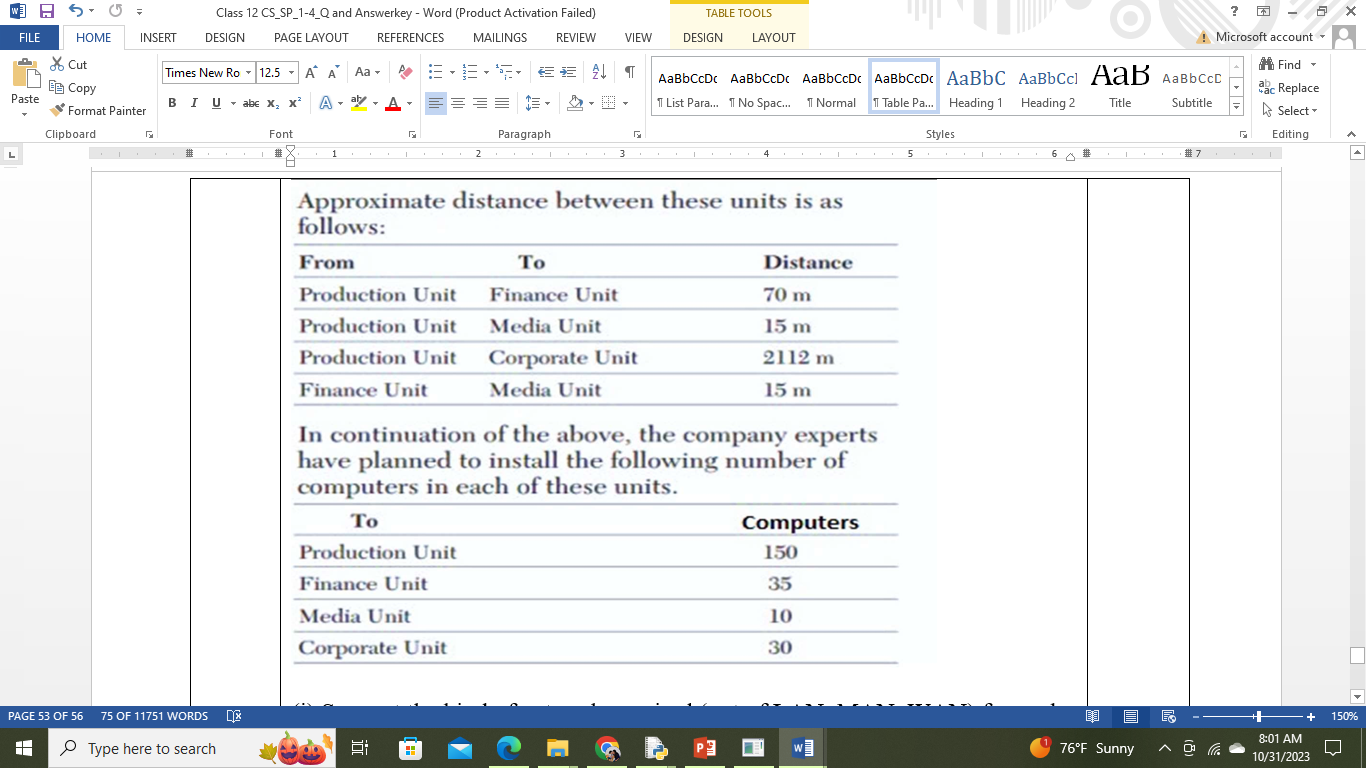 Class 12 CS_SP_1-4_Q and Answerkey - Word (Product Activation Failed)
TABLE TOOLS
FILE HOME INSERT DESIGN PAGE LAYOUT REFERENCES MAILINGS REVIEW VIEW DESIGN LAYOUT Microsoft account
Paste
Cut
Copy
Format Painter
Clipboard
Times New Ro 12.5
Font
Paragraph
AaBbCcDc AaBbCcDc AaBbCcDc AaBbCcDc AaBbC AaBbCcI AaB AaBbCcD
¶ List Para... ¶ No Spac... ¶ Normal ¶ Table Pa... Heading 1 Heading 2 Title Subtitle
Styles
Find
Replace
Select
Editing
1 2 3 4 5 6 7
Approximate distance between these units is as
follows:
From To Distance
Production Unit Finance Unit 70 m
Production Unit Media Unit 15 m
Production Unit Corporate Unit 2112 m
Finance Unit Media Unit 15 m
In continuation of the above, the company experts
have planned to install the following number of
computers in each of these units.
To Computers
Production Unit 150
Finance Unit 35
Media Unit 10
Corporate Unit 30
PAGE 53 OF 56 75 OF 11751 WORDS 150%
Type here to search
76°F Sunny
8:01 AM
10/31/2023